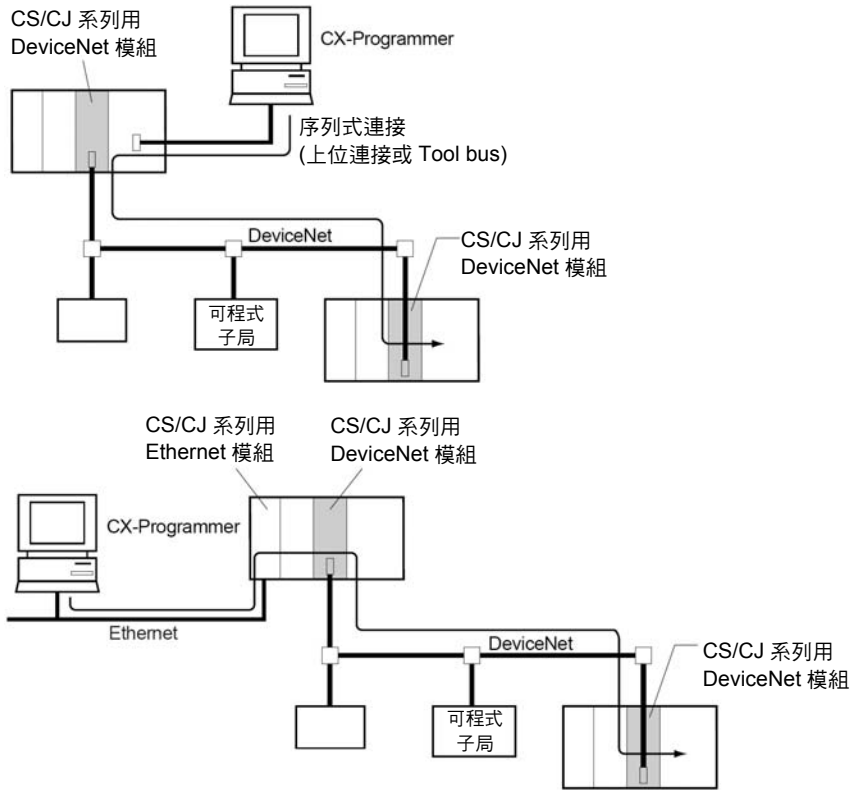 CS/CJ 系列用
DeviceNet 模組
CX-Programmer
序列式連接
(上位連接或 Tool bus)
DeviceNet
CS/CJ 系列用
DeviceNet 模組
可程式
子局
CS/CJ 系列用
Ethernet 模組
CS/CJ 系列用
DeviceNet 模組
CX-Programmer
Ethernet
DeviceNet
CS/CJ 系列用
DeviceNet 模組
可程式
子局